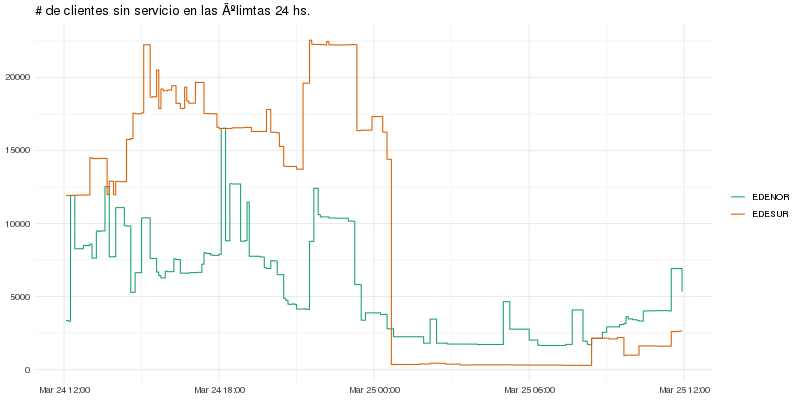 # de clientes sin servicio en las Ãºlimtas 24 hs.
20000
15000
10000
5000
0
Mar 24 12:00 Mar 24 18:00 Mar 25 00:00 Mar 25 06:00 Mar 25 12:00
EDENOR
EDESUR